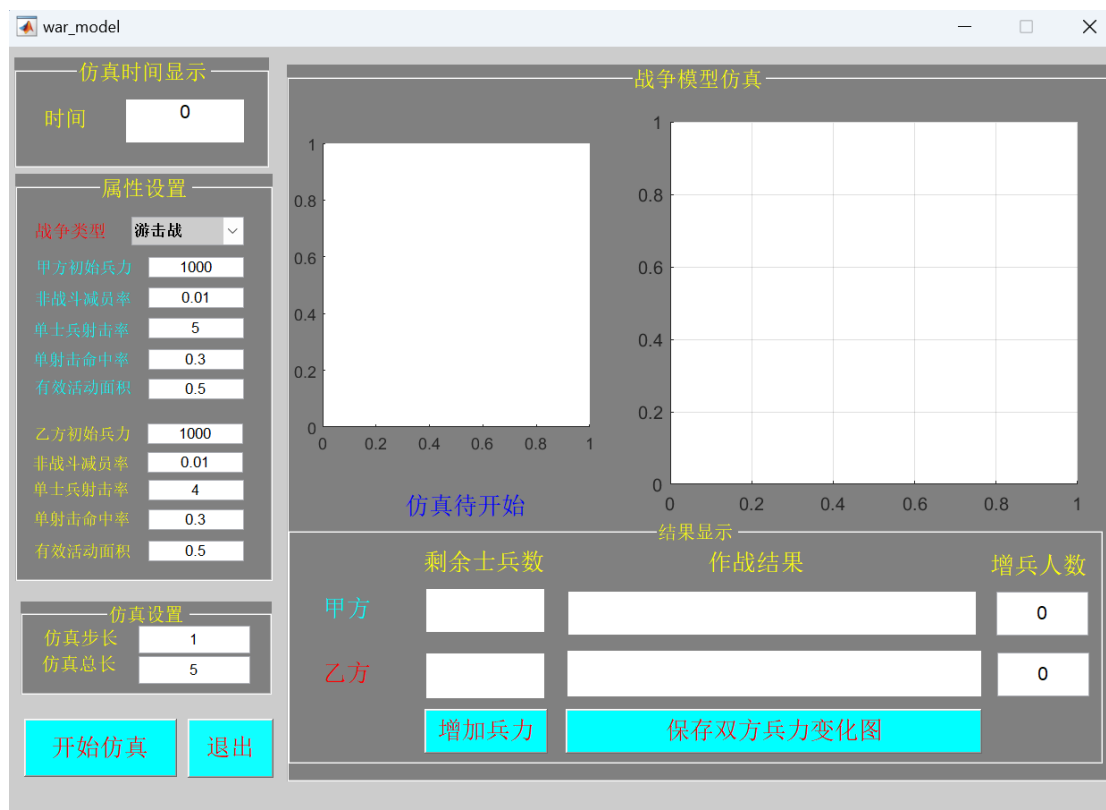 war_model
仿真时间显示
时间 0
属性设置
战争类型 游击战
甲方初始兵力 1000
非战斗减员率 0.01
单士兵射击率 5
单射击命中率 0.3
有效活动面积 0.5
乙方初始兵力 1000
非战斗减员率 0.01
单士兵射击率 4
单射击命中率 0.3
有效活动面积 0.5
仿真设置
仿真步长 1
仿真总长 5
开始仿真 退出
战争模型仿真
1
0.8
0.6
0.4
0.2
0
0 0.2 0.4 0.6 0.8 1
仿真待开始
1
0.8
0.6
0.4
0.2
0
0 0.2 0.4 0.6 0.8 1
结果显示
剩余士兵数 作战结果 增兵人数
甲方 0
乙方 0
增加兵力 保存双方兵力变化图